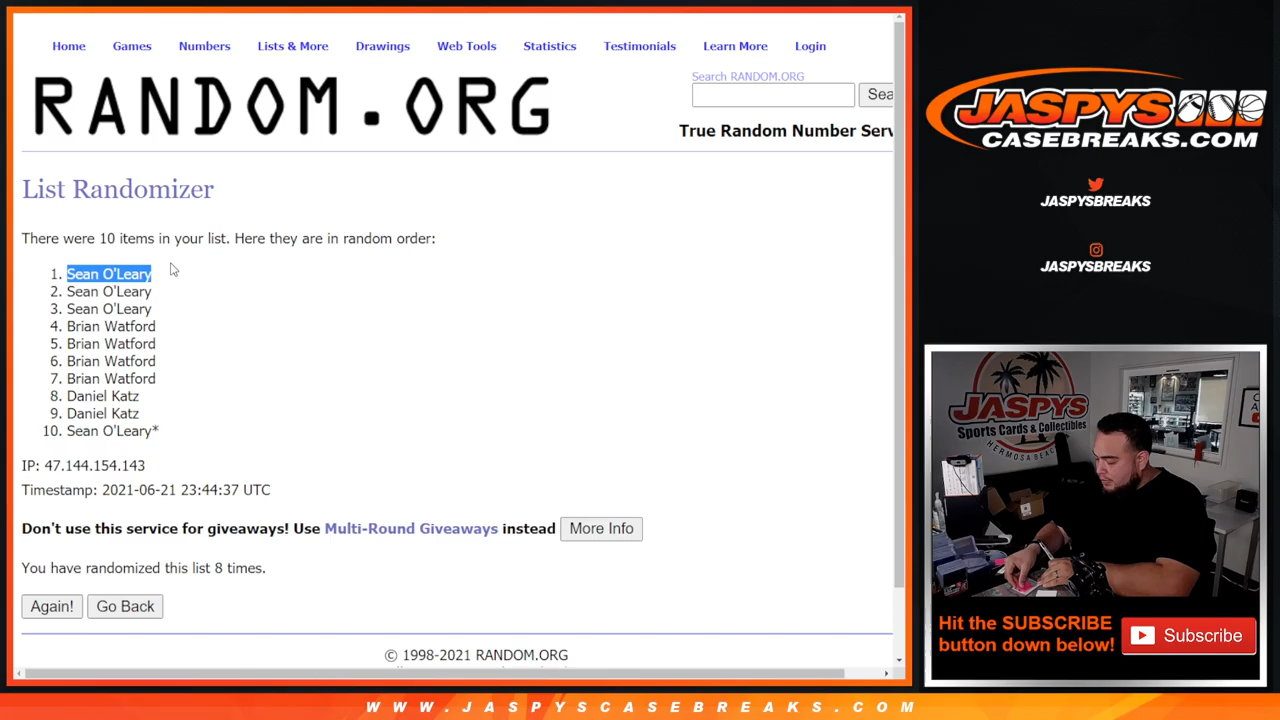 Home Games Numbers Lists & More Drawings Web Tools Statistics Testimonials Learn More Login
RANDOM.ORG
Search RANDOM.ORG
Sea
True Random Number Serv
List Randomizer
There were 10 items in your list. Here they are in random order:
1. Sean O'Leary
2. Sean O'Leary
3. Sean O'Leary
4. Brian Watford
5. Brian Watford
6. Brian Watford
7. Brian Watford
8. Daniel Katz
9. Daniel Katz
10. Sean O'Leary*
IP: 47.144.154.143
Timestamp: 2021-06-21 23:44:37 UTC
Don't use this service for giveaways! Use Multi-Round Giveaways instead More Info
You have randomized this list 8 times.
Again! Go Back
© 1998-2021 RANDOM.ORG
JASPYS
CASEBREAKS.COM
JASPYSBREAKS
JASPYSBREAKS
JASPYS
Sports Cards & Collectibles
HERMOSA BEAC
Hit the SUBSCRIBE
button down below!
Subscribe
WWW.JASPYSCASEBREAKS.COM